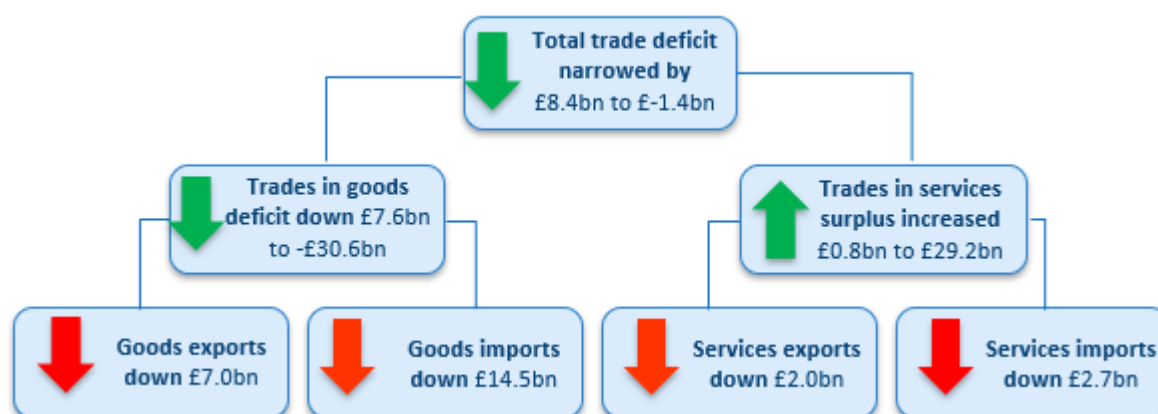 Total trade deficit
narrowed by
£8.4bn to £-1.4bn
Trades in goods
deficit down £7.6bn
to -£30.6bn
Trades in services
surplus increased
£0.8bn to £29.2bn
Goods exports
down £7.0bn
Goods imports
down £14.5bn
Services exports
down £2.0bn
Services imports
down £2.7bn